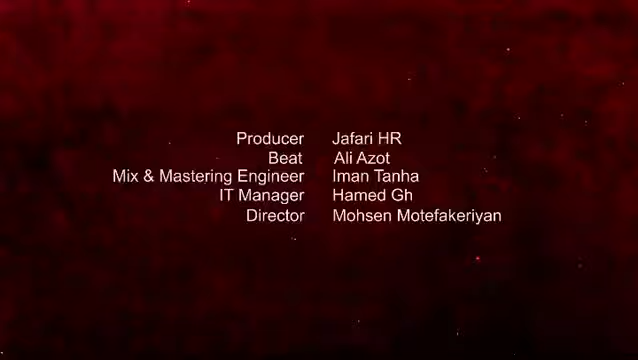 Producer Jafari HR
Beat Ali Azot
Mix & Mastering Engineer Iman Tanha
IT Manager Hamed Gh
Director Mohsen Motefakeriyan